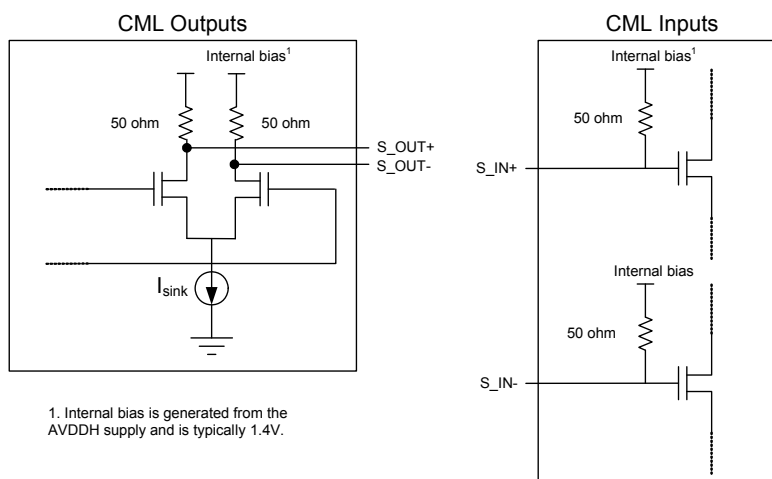 CML Outputs
Internal bias1
50 ohm
50 ohm
S_OUT+
S_OUT-
Isink
1. Internal bias is generated from the
AVDDH supply and is typically 1.4V.
CML Inputs
Internal bias1
50 ohm
S_IN+
Internal bias
50 ohm
S_IN-